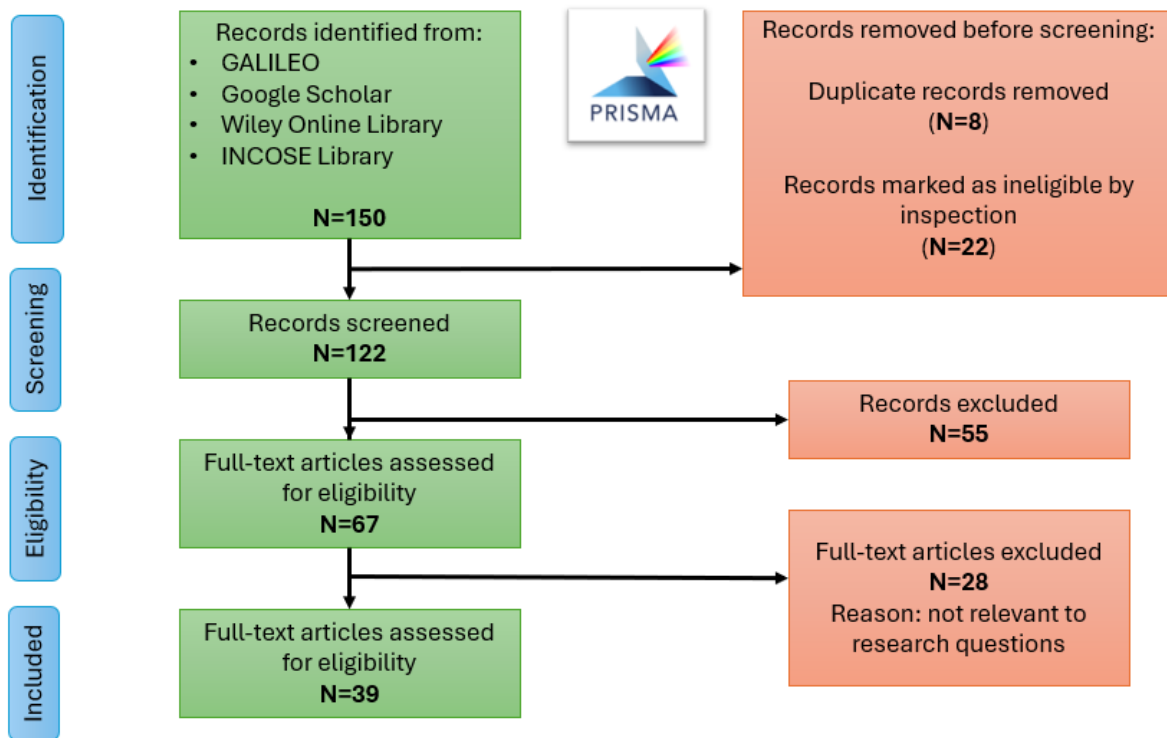 Identification
Records identified from:
• GALILEO
• Google Scholar
• Wiley Online Library
• INCOSE Library
N=150
PRISMA
Records removed before screening:
Duplicate records removed
(N=8)
Records marked as ineligible by
inspection
(N=22)
Screening
Records screened
N=122
Records excluded
N=55
Eligibility
Full-text articles assessed
for eligibility
N=67
Full-text articles excluded
N=28
Reason: not relevant to
research questions
Included
Full-text articles assessed
for eligibility
N=39